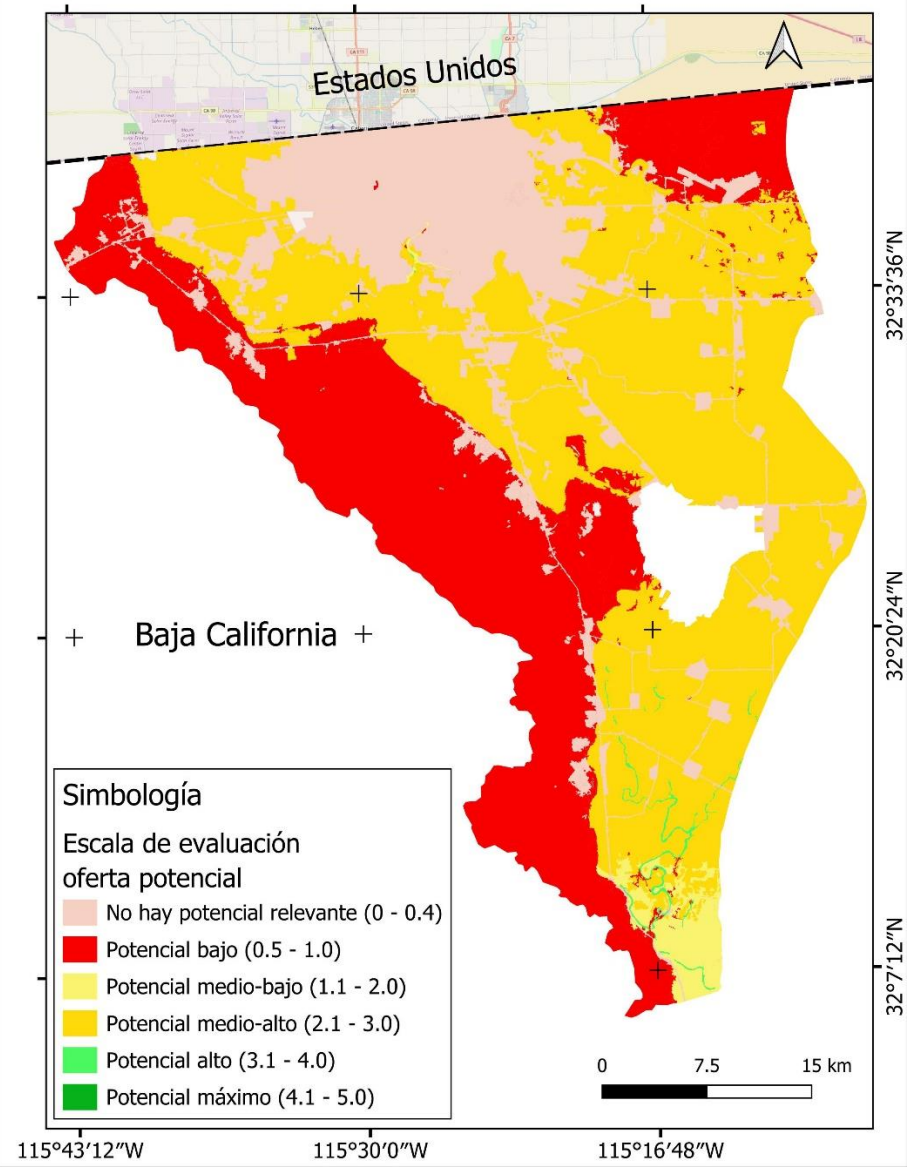 Estados Unidos
32°33'36"N
Baja California
32°20'24"N
Simbología
Escala de evaluación
oferta potencial
No hay potencial relevante (0 - 0.4)
Potencial bajo (0.5 - 1.0)
Potencial medio-bajo (1.1 - 2.0)
Potencial medio-alto (2.1 - 3.0)
Potencial alto (3.1 - 4.0)
Potencial máximo (4.1 - 5.0)
32°7'12"N
0 7.5 15 km
115°43'12"W 115°30'0"W 115°16'48"W